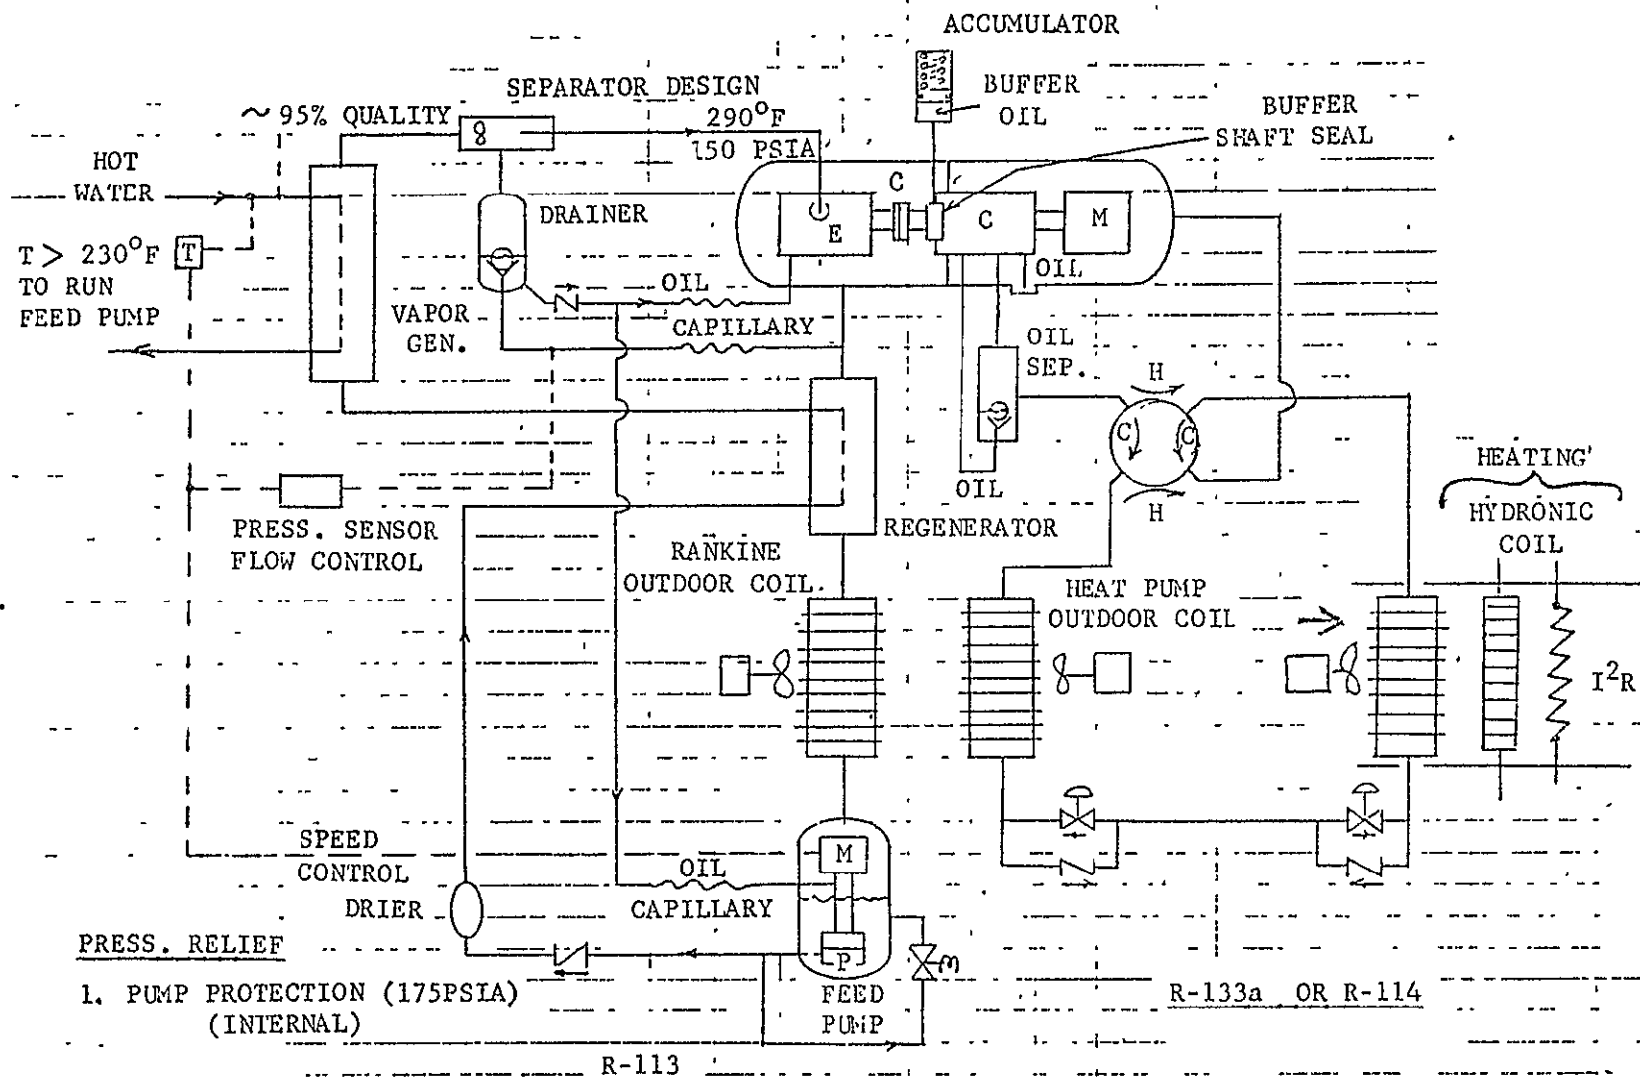 ACCUMULATOR
SEPARATOR DESIGN
BUFFER
OIL
BUFFER
SHAFT SEAL
~ 95% QUALITY
8
290°F
150 PSIA
HOT
WATER
DRAINER
C
E
C
M
T > 230°F
TO RUN
FEED PUMP
T
OIL
OIL
VAPOR
GEN.
CAPILLARY
OIL
SEP.
H
C
C
H
OIL
HEATING
HYDRONIC
COIL
PRESS. SENSOR
FLOW CONTROL
REGENERATOR
RANKINE
OUTDOOR COIL.
HEAT PUMP
OUTDOOR COIL
I²R
SPEED
CONTROL
M
OIL
CAPILLARY
DRIER
P
PRESS. RELIEF
1. PUMP PROTECTION (175PSIA)
(INTERNAL)
FEED
PUMP
R-133a OR R-114
R-113